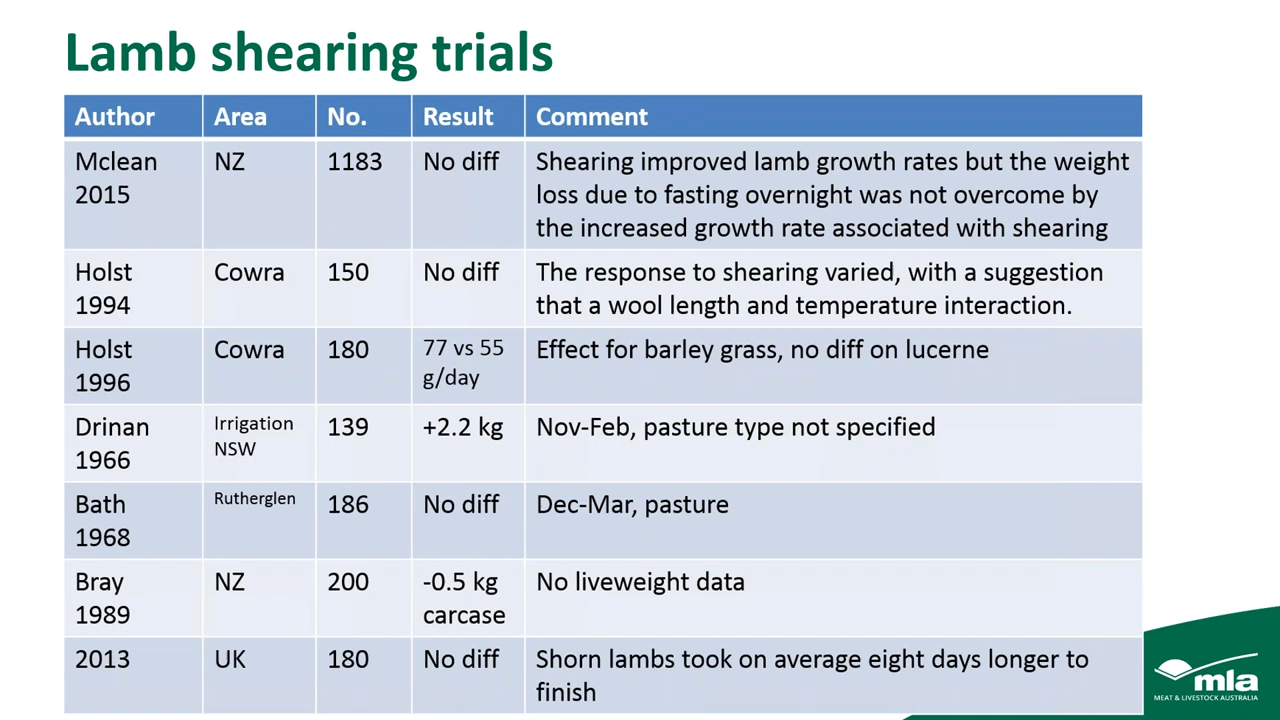 Lamb shearing trials
Author Area No. Result Comment
Mclean 2015 NZ 1183 No diff Shearing improved lamb growth rates but the weight
loss due to fasting overnight was not overcome by
the increased growth rate associated with shearing
Holst 1994 Cowra 150 No diff The response to shearing varied, with a suggestion
that a wool length and temperature interaction.
Holst 1996 Cowra 180 77 vs 55 g/day Effect for barley grass, no diff on lucerne
Drinan 1966 Irrigation NSW 139 +2.2 kg Nov-Feb, pasture type not specified
Bath 1968 Rutherglen 186 No diff Dec-Mar, pasture
Bray 1989 NZ 200 -0.5 kg carcase No liveweight data
2013 UK 180 No diff Shorn lambs took on average eight days longer to
finish
mla
MEAT & LIVESTOCK AUSTRALIA